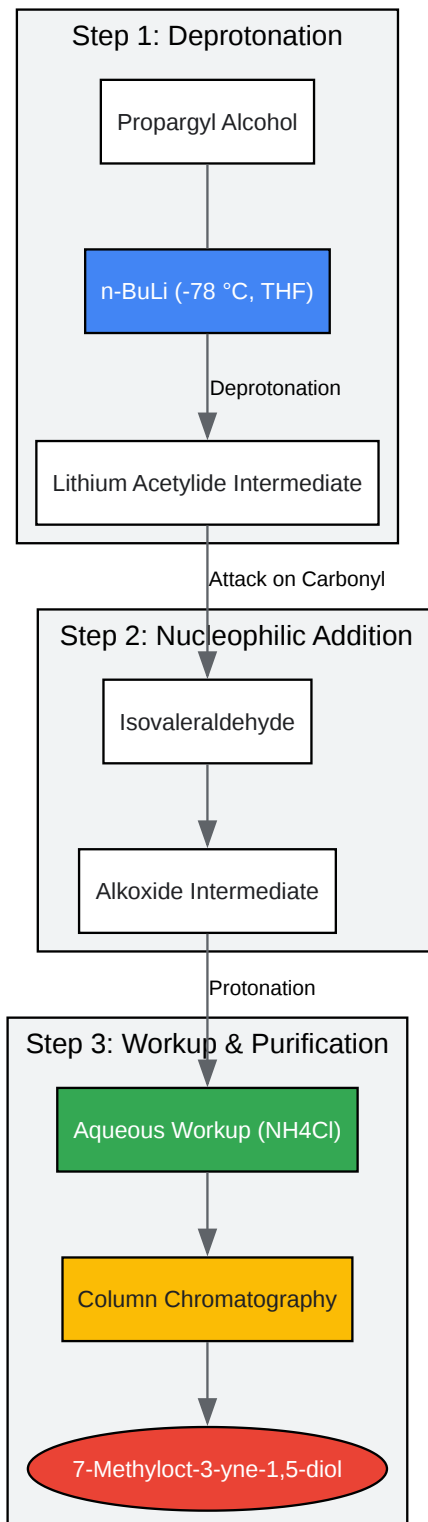 Step 1: Deprotonation
Propargyl Alcohol
n-BuLi (-78 °C, THF)
Deprotonation
Lithium Acetylide Intermediate
Attack on Carbonyl
Step 2: Nucleophilic Addition
Isovaleraldehyde
Alkoxide Intermediate
Protonation
Step 3: Workup & Purification
Aqueous Workup (NH4Cl)
Column Chromatography
7-Methyloct-3-yne-1,5-diol